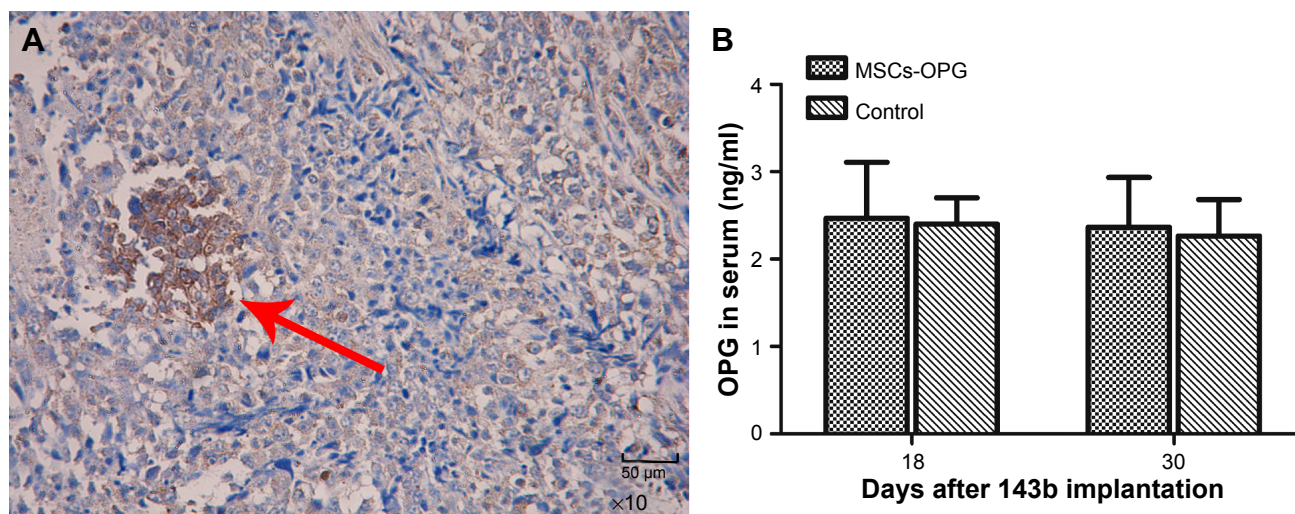 A
50 µm
×10
B
MSCs-OPG
Control
OPG in serum (ng/ml)
4
3
2
1
0
18
30
Days after 143b implantation